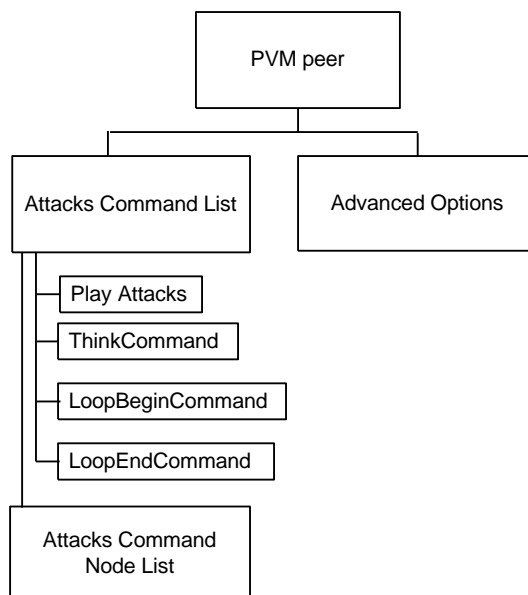 PVM peer
Attacks Command List
Advanced Options
Play Attacks
ThinkCommand
LoopBeginCommand
LoopEndCommand
Attacks Command
Node List